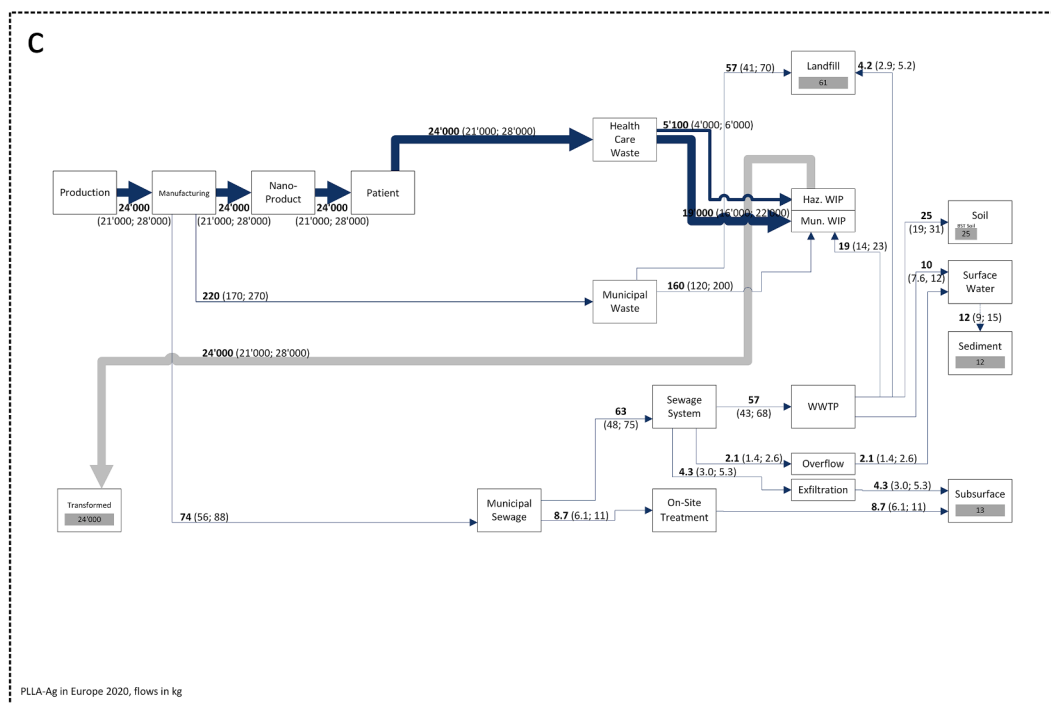 C
57 (41; 70)
Landfill
61
4.2 (2.9; 5.2)
24'000 (21'000; 28'000)
Health
Care
Waste
5'100 (4'000; 6'000)
Production
Manufacturing
Nano-
Product
Patient
24'000
(21'000; 28'000)
24'000
(21'000; 28'000)
24'000
(21'000; 28'000)
Haz. WIP
19'000 (16'000; 22'000)
Mun. WIP
19 (14; 23)
25
(19; 31)
Soil
BST Soil
25
10
(7.6, 12)
Surface
Water
220 (170; 270)
Municipal
Waste
160 (120; 200)
12 (9; 15)
Sediment
12
24'000 (21'000; 28'000)
63
(48; 75)
Sewage
System
57
(43; 68)
WWTP
2.1 (1.4; 2.6)
Overflow
2.1 (1.4; 2.6)
4.3 (3.0; 5.3)
Exfiltration
4.3 (3.0; 5.3)
Subsurface
13
Transformed
24'000
74 (56; 88)
Municipal
Sewage
8.7 (6.1; 11)
On-Site
Treatment
8.7 (6.1; 11)
PLLA-Ag in Europe 2020, flows in kg